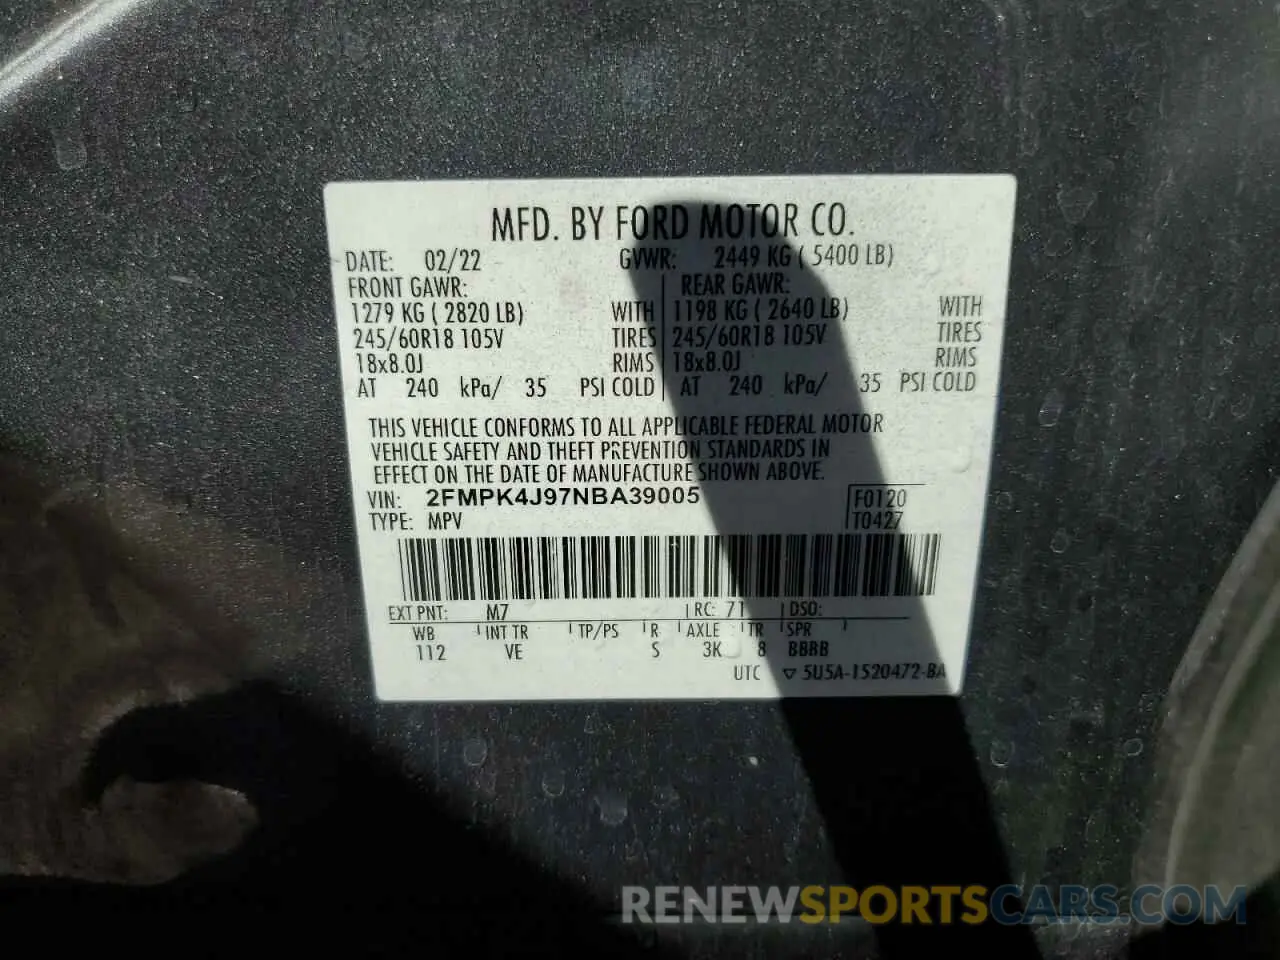 MFD. BY FORD MOTOR CO.
DATE: 02/22 GVWR: 2449 KG ( 5400 LB)
FRONT GAWR: REAR GAWR:
1279 KG ( 2820 LB) WITH 1198 KG ( 2640 LB) WITH
245/60R18 105V TIRES 245/60R18 105V TIRES
18x8.0J RIMS 18x8.0J RIMS
AT 240 kPa/ 35 PSI COLD AT 240 kPa/ 35 PSI COLD
THIS VEHICLE CONFORMS TO ALL APPLICABLE FEDERAL MOTOR
VEHICLE SAFETY AND THEFT PREVENTION STANDARDS IN
EFFECT ON THE DATE OF MANUFACTURE SHOWN ABOVE.
VIN: 2FMPK4J97NBA39005 F0120
TYPE: MPV T0427
EXT PNT: M7 RC: 71 DSO:
WB INT TR TP/PS R AXLE TR SPR
112 VE S 3K 8 BBBB
UTC ▽ 5U5A-1520472-BA
RENEWSPORTSCARS.COM